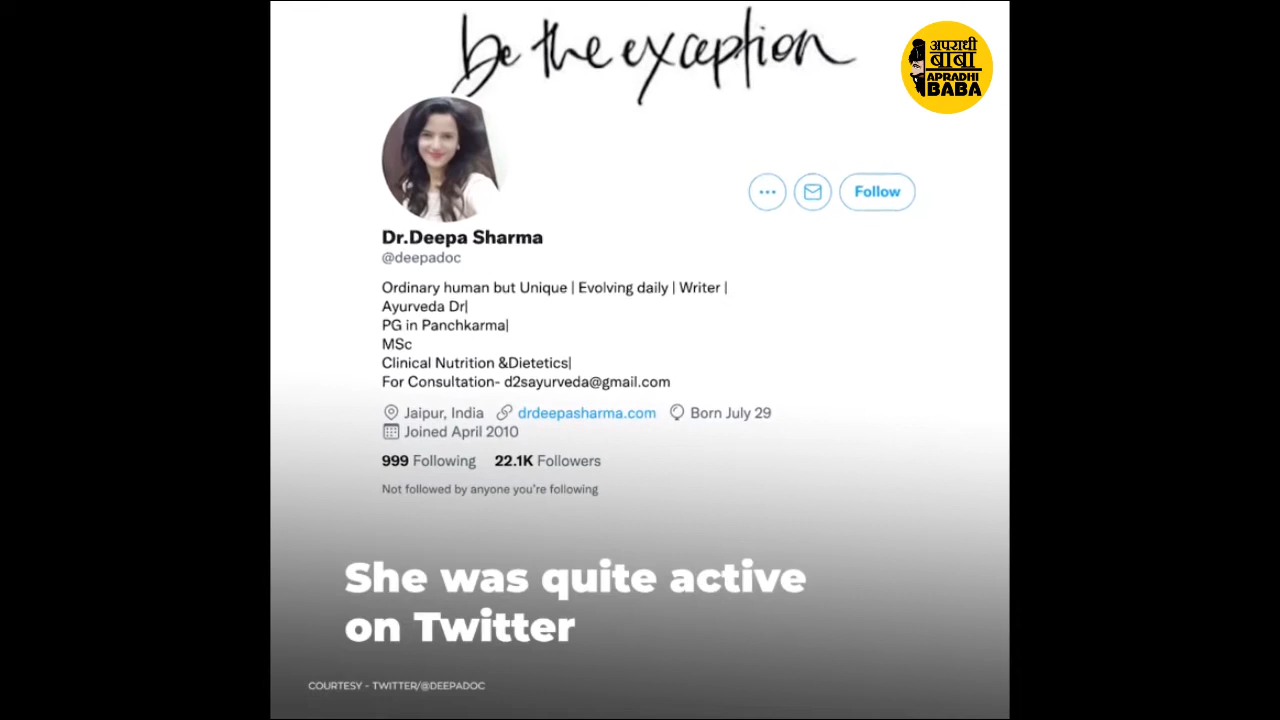 be the exception
अपराधी
बाबा
APRADHI
BABA
Follow
Dr.Deepa Sharma
@deepadoc
Ordinary human but Unique | Evolving daily | Writer |
Ayurveda Dr|
PG in Panchkarma|
MSc
Clinical Nutrition &Dietetics|
For Consultation- d2sayurveda@gmail.com
Jaipur, India drdeepasharma.com Born July 29
Joined April 2010
999 Following 22.1K Followers
Not followed by anyone you're following
She was quite active
on Twitter
COURTESY - TWITTER/@DEEPADOC